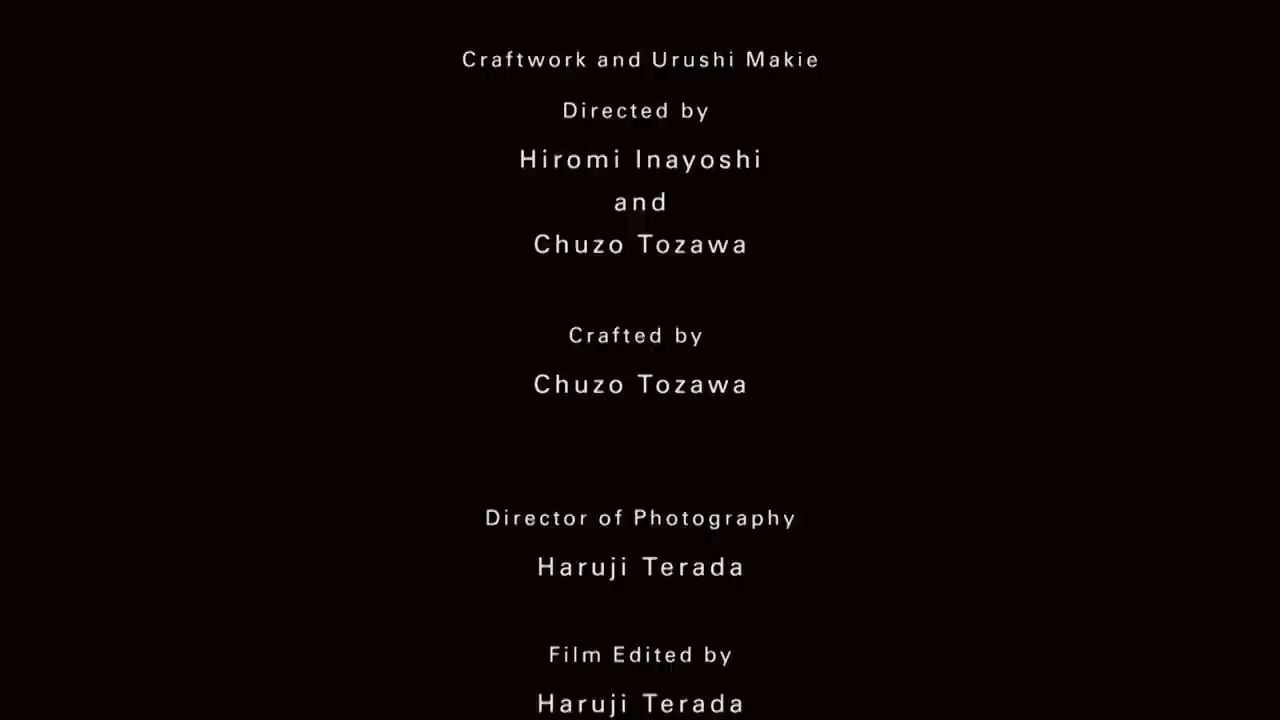 Craftwork and Urushi Makie
Directed by
Hiromi Inayoshi
and
Chuzo Tozawa
Crafted by
Chuzo Tozawa
Director of Photography
Haruji Terada
Film Edited by
Haruji Terada